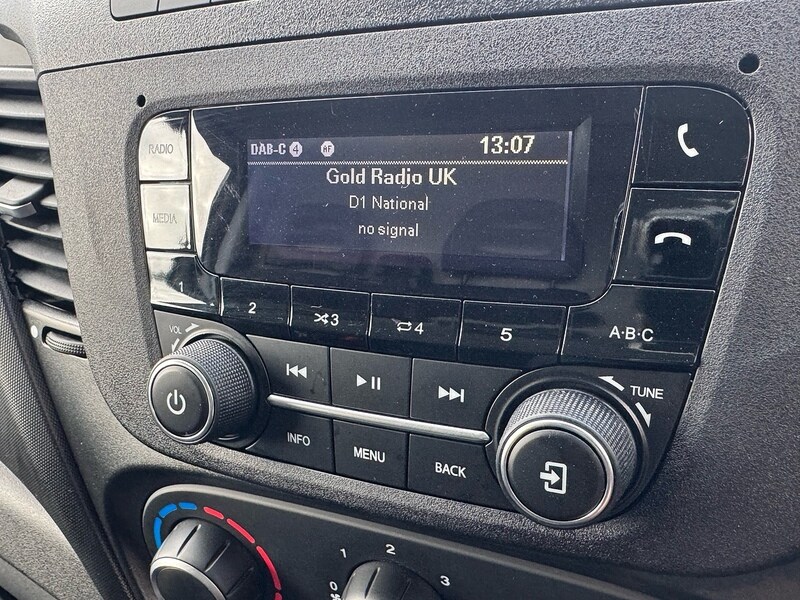 DAB-C 4 AF 13:07
Gold Radio UK
D1 National
no signal
RADIO
MEDIA
1 2 3 4 5 A·B·C
VOL
TUNE
INFO MENU BACK
0 1 2 3